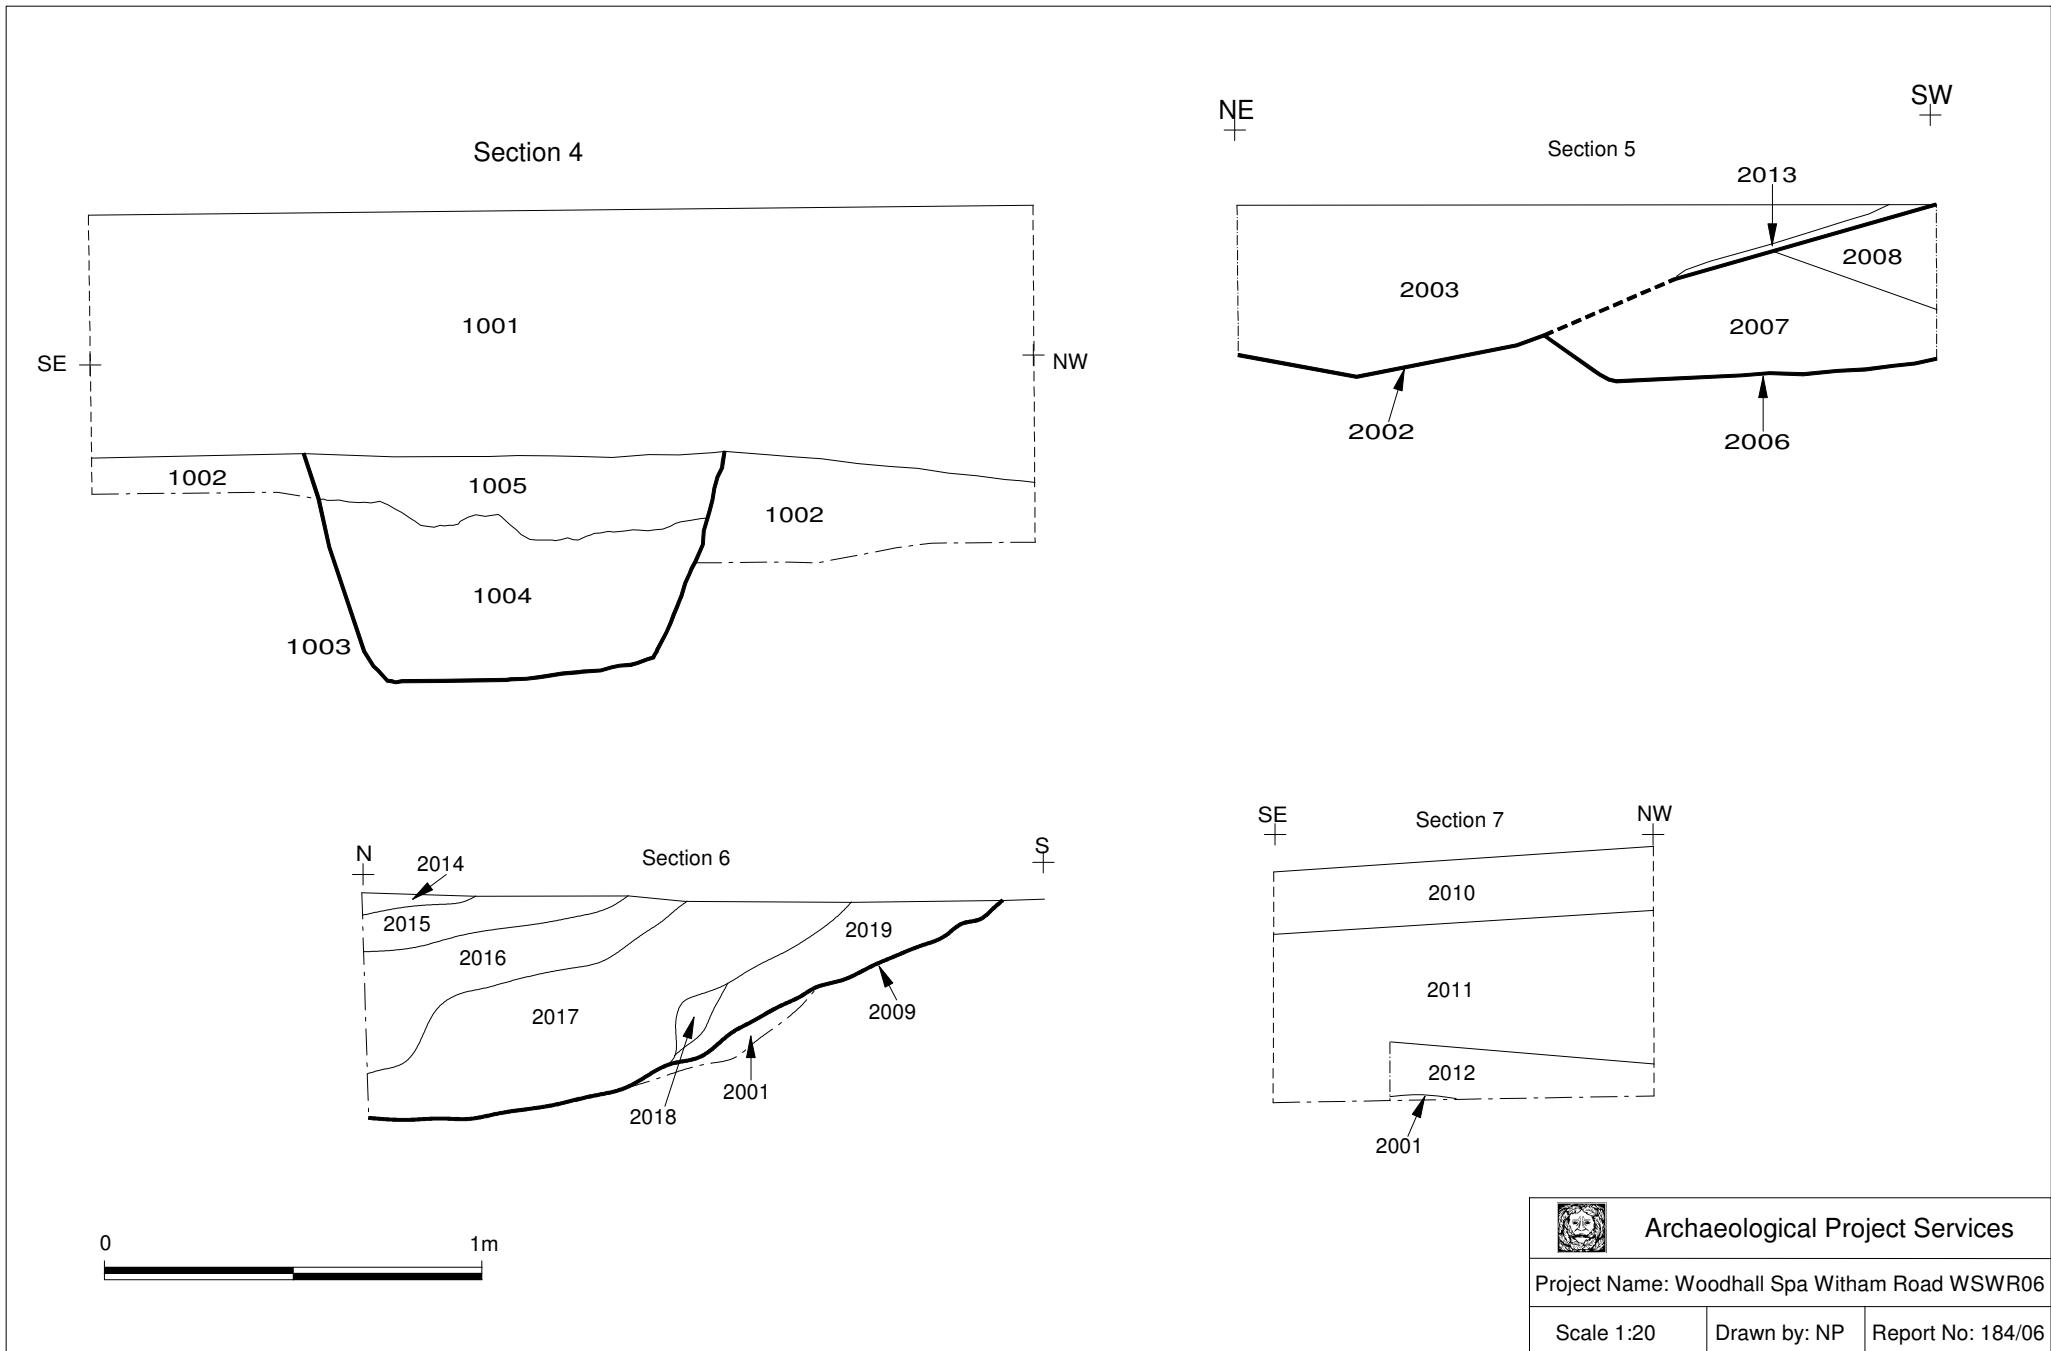 Section 4
1001
SE
NW
1002
1005
1002
1004
1003
NE
SW
Section 5
2013
2008
2003
2007
2002
2006
N
2014
Section 6
S
2015
2016
2019
2017
2009
2018
2001
SE
Section 7
NW
2010
2011
2012
2001
0
1m
Archaeological Project Services
Project Name: Woodhall Spa Witham Road WSWR06
Scale 1:20
Drawn by: NP
Report No: 184/06